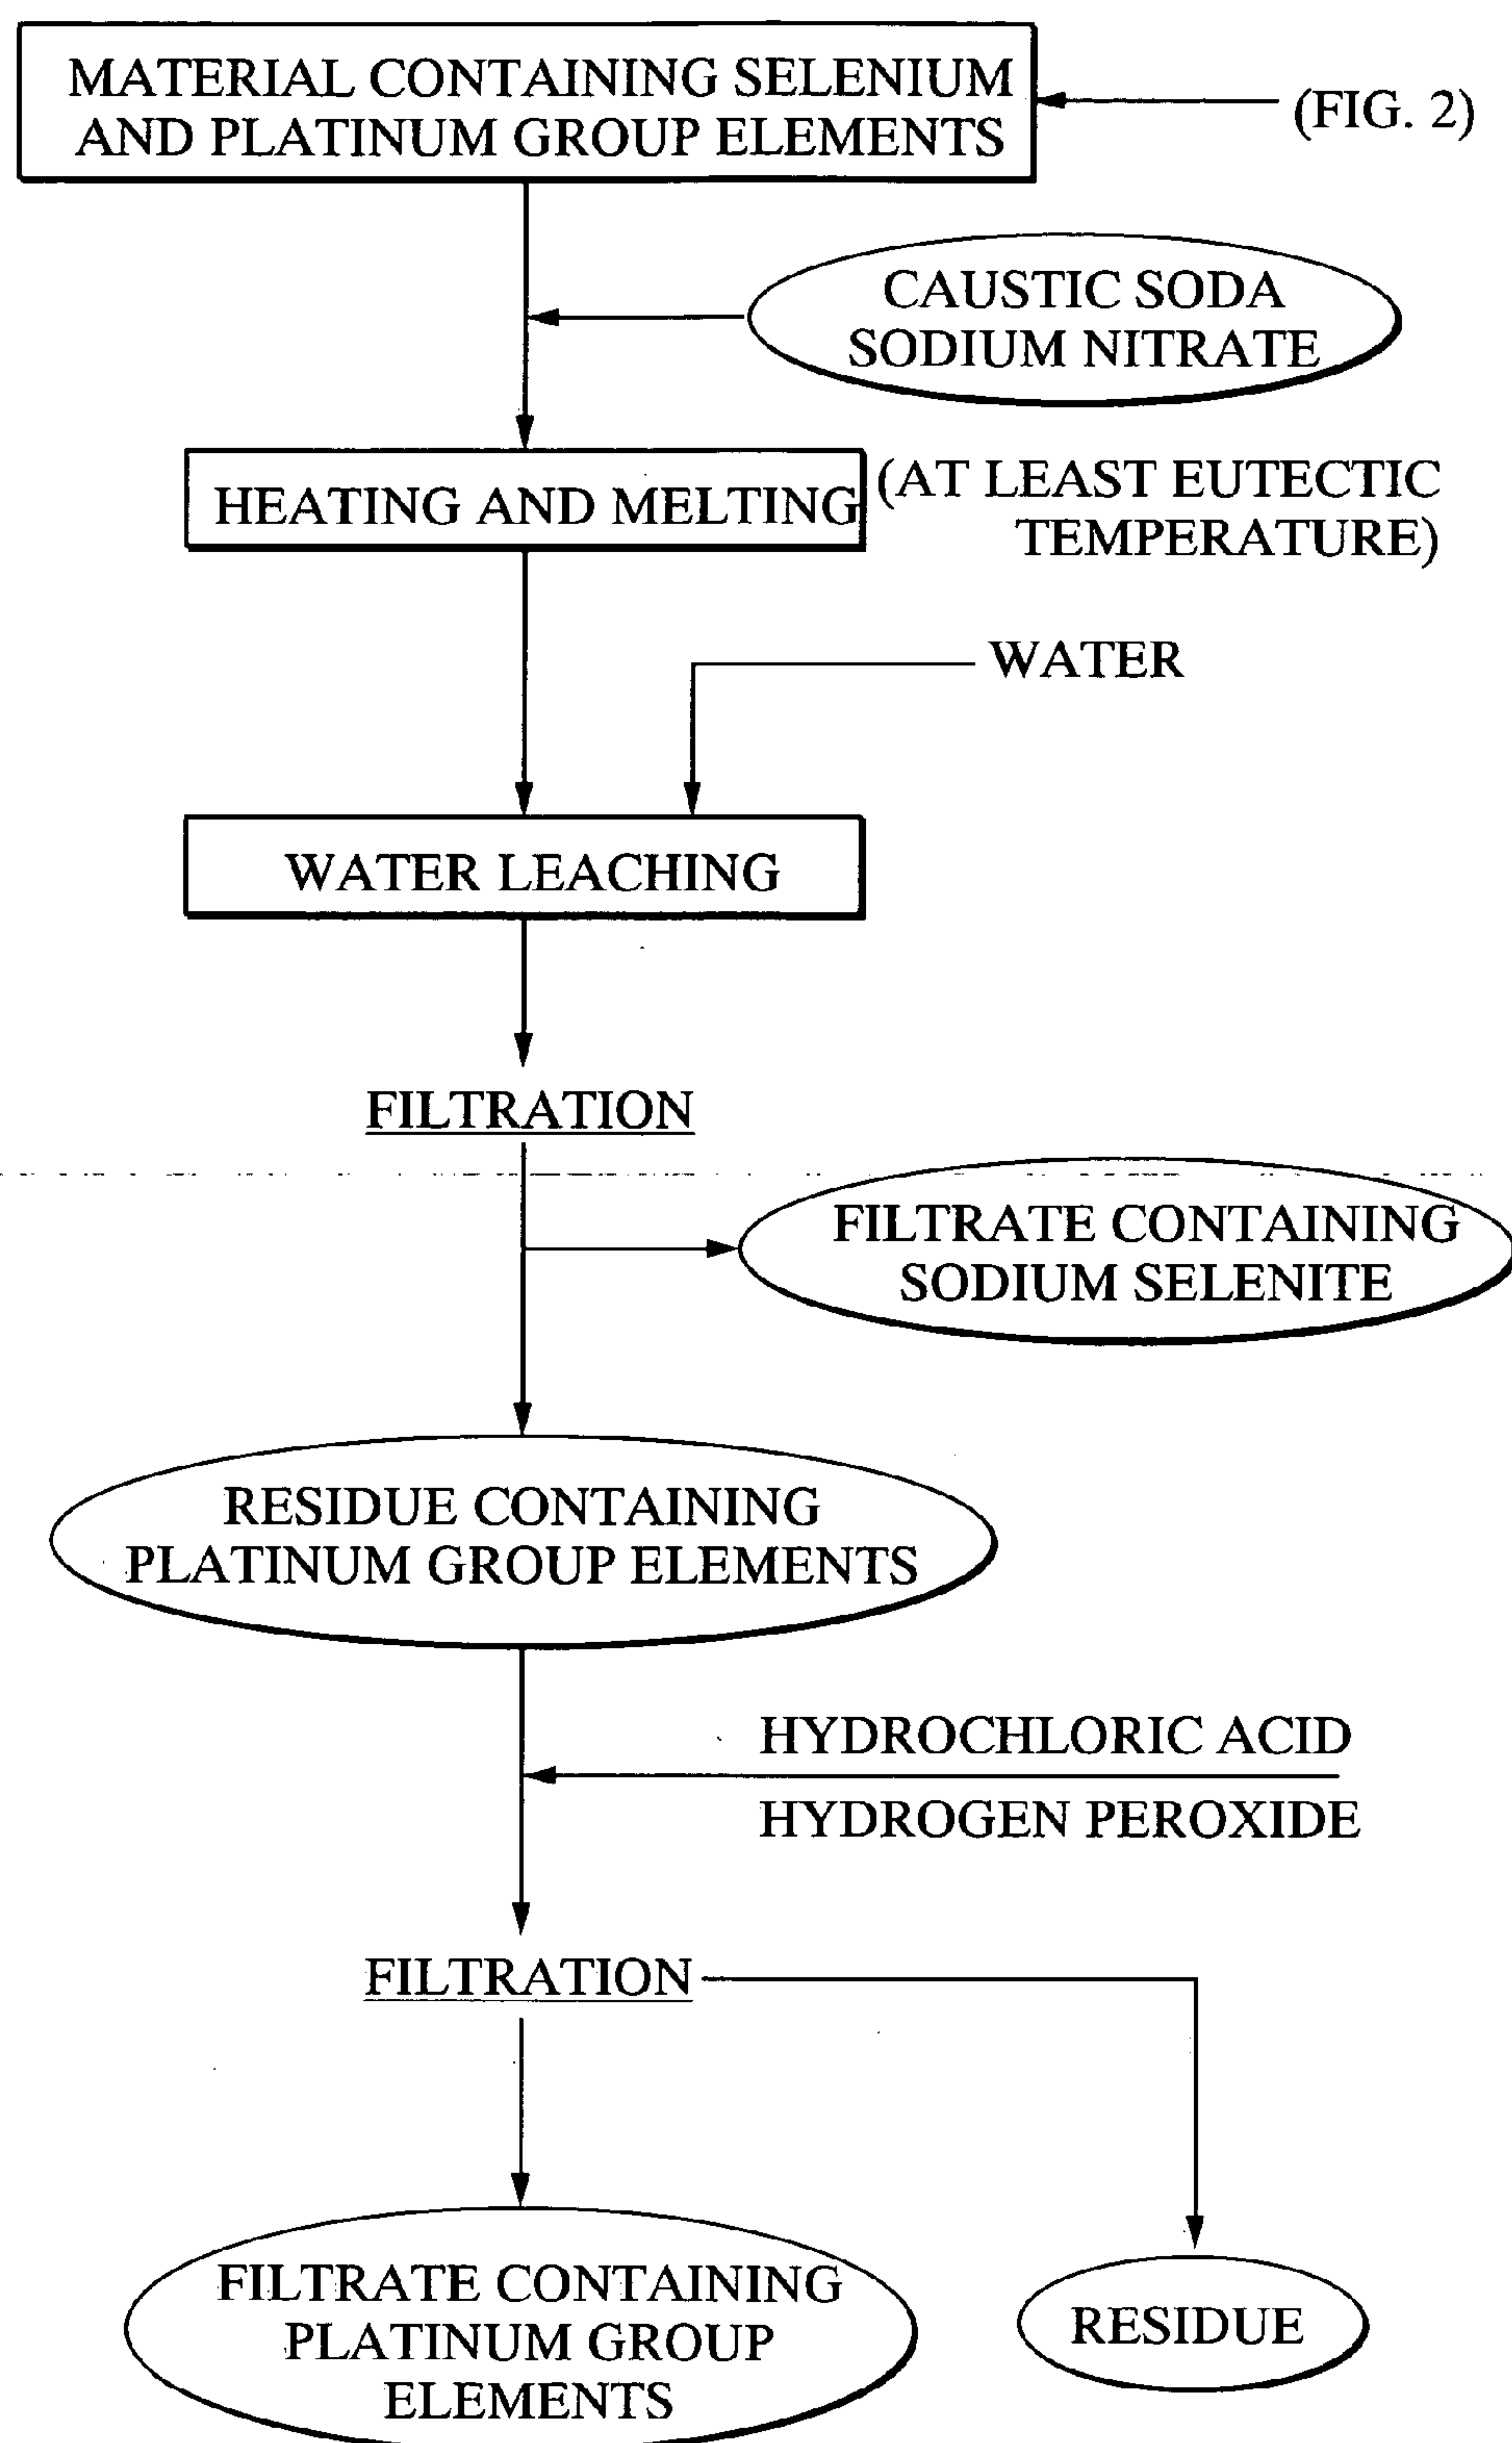 MATERIAL CONTAINING SELENIUM
AND PLATINUM GROUP ELEMENTS
(FIG. 2)
CAUSTIC SODA
SODIUM NITRATE
HEATING AND MELTING
(AT LEAST EUTECTIC
TEMPERATURE)
WATER
WATER LEACHING
FILTRATION
FILTRATE CONTAINING
SODIUM SELENITE
RESIDUE CONTAINING
PLATINUM GROUP ELEMENTS
HYDROCHLORIC ACID
HYDROGEN PEROXIDE
FILTRATION
FILTRATE CONTAINING
PLATINUM GROUP
ELEMENTS
RESIDUE